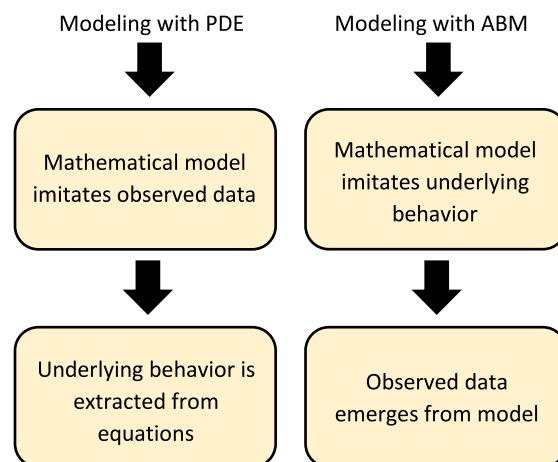 Modeling with PDE
Mathematical model
imitates observed data
Underlying behavior is
extracted from
equations
Modeling with ABM
Mathematical model
imitates underlying
behavior
Observed data
emerges from model